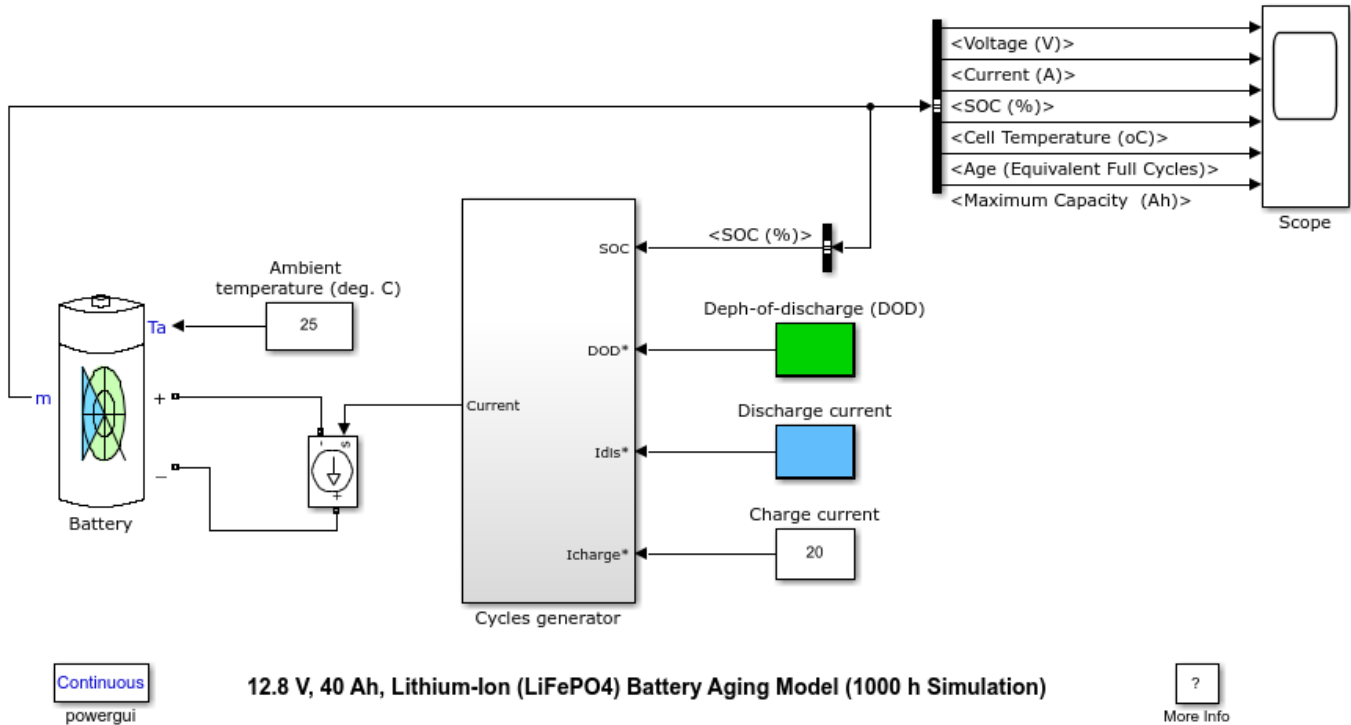 <Voltage (V)>
<Current (A)>
<SOC (%)>
<Cell Temperature (oC)>
<Age (Equivalent Full Cycles)>
<Maximum Capacity  (Ah)>
Scope
SOC
<SOC (%)>
Ambient
temperature (deg. C)
25
Ta
Deph-of-discharge (DOD)
DOD*
m
+
−
Battery
-
s
+
Current
Discharge current
Idis*
Charge current
20
Icharge*
Cycles generator
Continuous
powergui
12.8 V, 40 Ah, Lithium-Ion (LiFePO4) Battery Aging Model (1000 h Simulation)
?
More Info